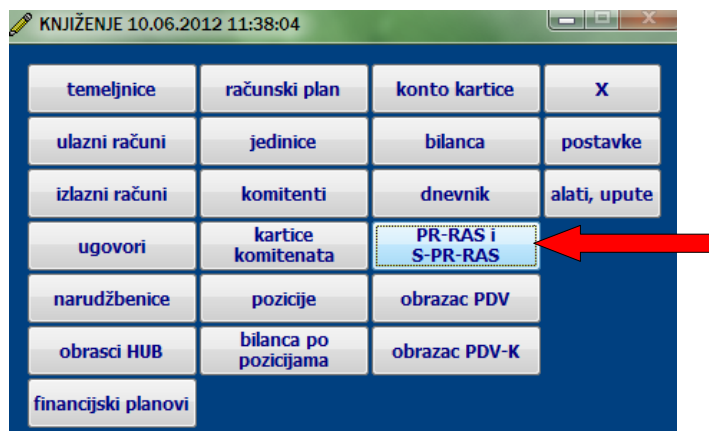 KNJIŽENJE 10.06.2012 11:38:04
temeljnice
računski plan
konto kartice
X
ulazni računi
jedinice
bilanca
postavke
izlazni računi
komitenti
dnevnik
alati, upute
ugovori
kartice
komitenata
PR-RAS i
S-PR-RAS
narudžbenice
pozicije
obrazac PDV
obrasci HUB
bilanca po
pozicijama
obrazac PDV-K
financijski planovi